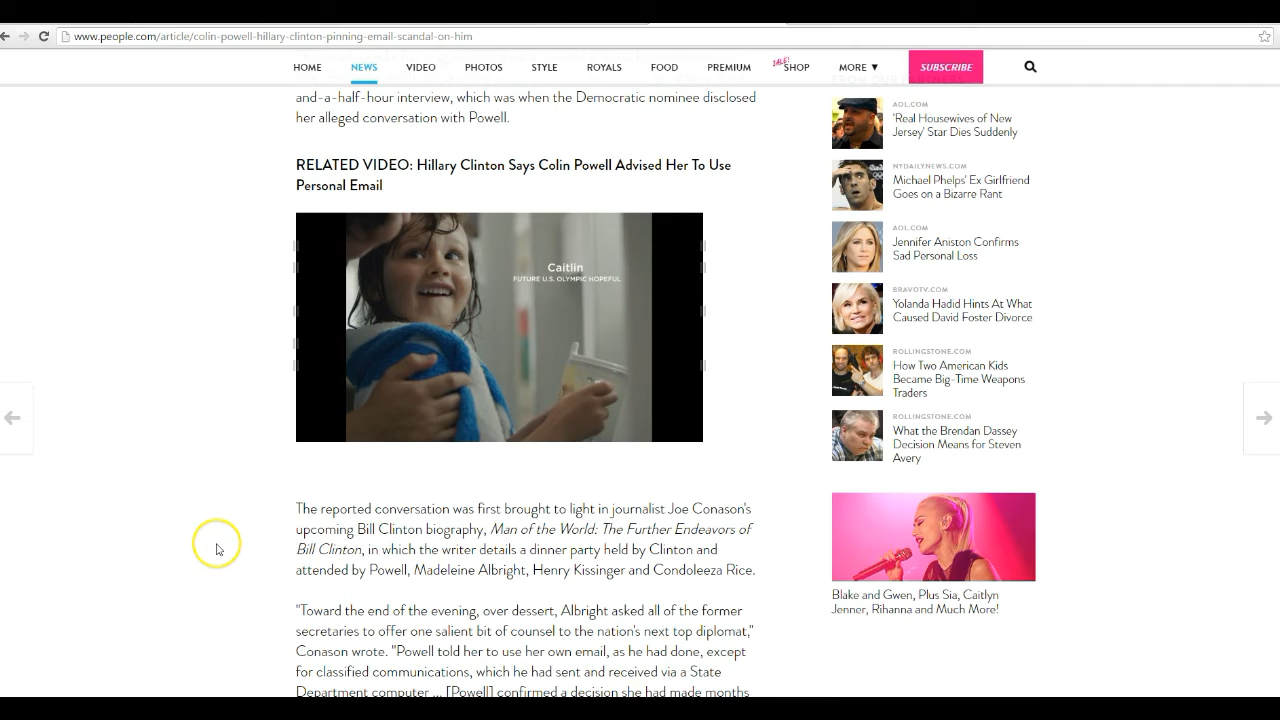 www.people.com/article/colin-powell-hillary-clinton-pinning-email-scandal-on-him
HOME NEWS VIDEO PHOTOS STYLE ROYALS FOOD PREMIUM SALE! SHOP MORE ▼ SUBSCRIBE
and-a-half-hour interview, which was when the Democratic nominee disclosed
her alleged conversation with Powell.
RELATED VIDEO: Hillary Clinton Says Colin Powell Advised Her To Use
Personal Email
Caitlin
FUTURE U.S. OLYMPIC HOPEFUL
The reported conversation was first brought to light in journalist Joe Conason's
upcoming Bill Clinton biography, Man of the World: The Further Endeavors of
Bill Clinton, in which the writer details a dinner party held by Clinton and
attended by Powell, Madeleine Albright, Henry Kissinger and Condoleeza Rice.
"Toward the end of the evening, over dessert, Albright asked all of the former
secretaries to offer one salient bit of counsel to the nation's next top diplomat,"
Conason wrote. "Powell told her to use her own email, as he had done, except
for classified communications, which he had sent and received via a State
Department computer ... [Powell] confirmed a decision she had made months
AOL.COM
'Real Housewives of New
Jersey' Star Dies Suddenly
NYDAILYNEWS.COM
Michael Phelps' Ex Girlfriend
Goes on a Bizarre Rant
AOL.COM
Jennifer Aniston Confirms
Sad Personal Loss
BRAVOTV.COM
Yolanda Hadid Hints At What
Caused David Foster Divorce
ROLLINGSTONE.COM
How Two American Kids
Became Big-Time Weapons
Traders
ROLLINGSTONE.COM
What the Brendan Dassey
Decision Means for Steven
Avery
Blake and Gwen, Plus Sia, Caitlyn
Jenner, Rihanna and Much More!